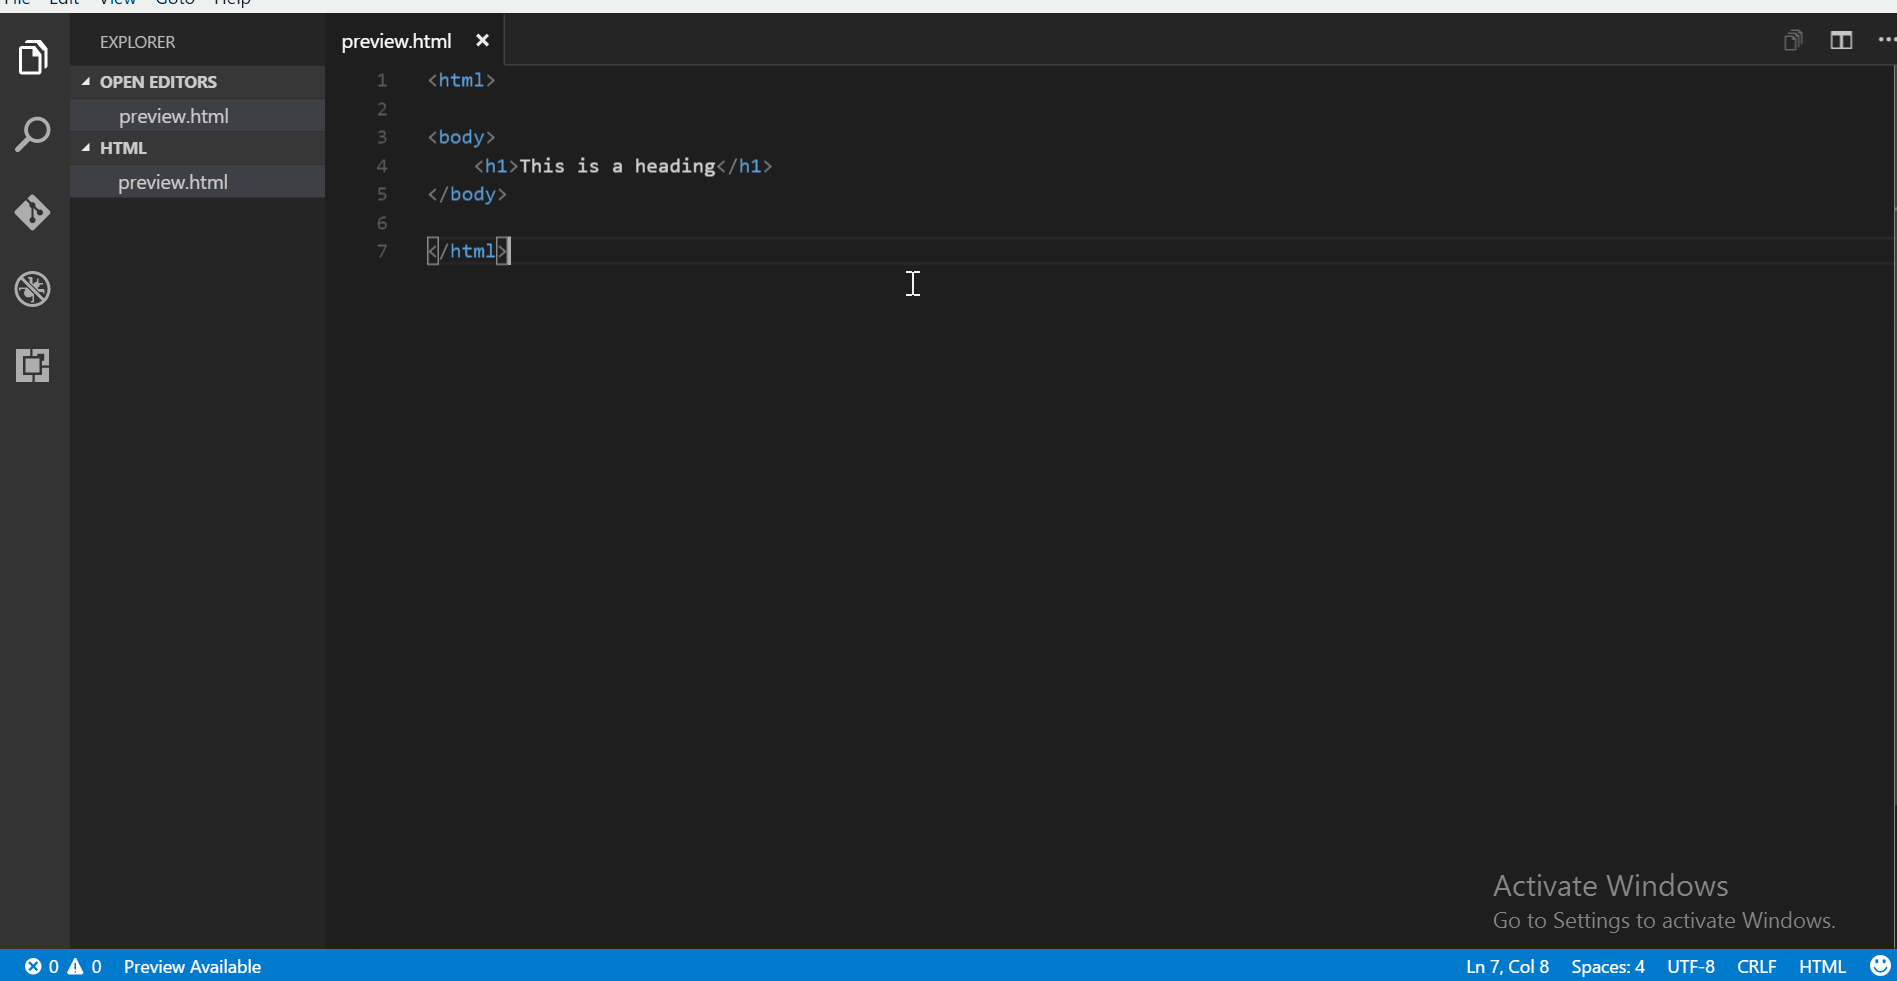 File Edit View Goto Help
EXPLORER
OPEN EDITORS
preview.html
HTML
preview.html
preview.html
1 <html>
2
3 <body>
4 <h1>This is a heading</h1>
5 </body>
6
7 </html>
Activate Windows
Go to Settings to activate Windows.
0 0 Preview Available
Ln 7, Col 8 Spaces: 4 UTF-8 CRLF HTML